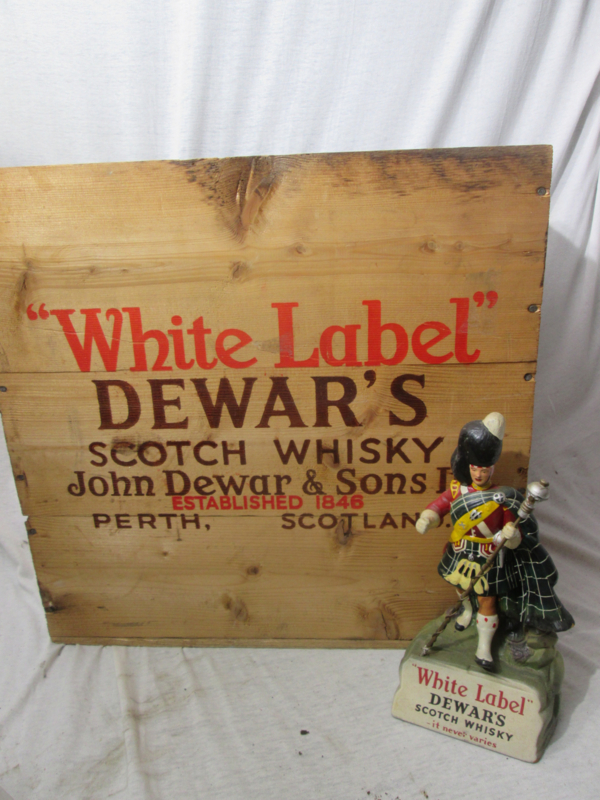 "White Label"
DEWAR'S
SCOTCH WHISKY
John Dewar & Sons
ESTABLISHED 1846
PERTH, SCOTLAND.
"White Label"
DEWAR'S
SCOTCH WHISKY
- it never varies